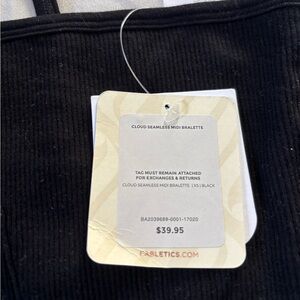 CLOUD SEAMLESS MIDI BRALETTE
TAG MUST REMAIN ATTACHED
FOR EXCHANGES & RETURNS
CLOUD SEAMLESS MIDI BRALETTE | XS | BLACK
BA2039689-0001-17020
$39.95
FABLETICS.COM